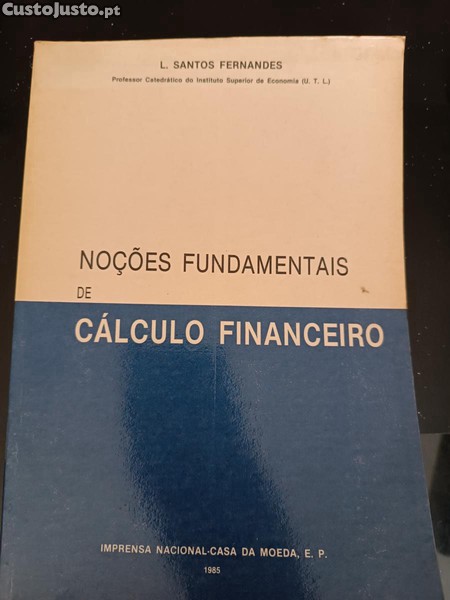 CustoJusto.pt
L. SANTOS FERNANDES
Professor Catedrático do Instituto Superior de Economia (U. T. L.)
NOÇÕES FUNDAMENTAIS
DE
CÁLCULO FINANCEIRO
IMPRENSA NACIONAL-CASA DA MOEDA, E. P.
1985